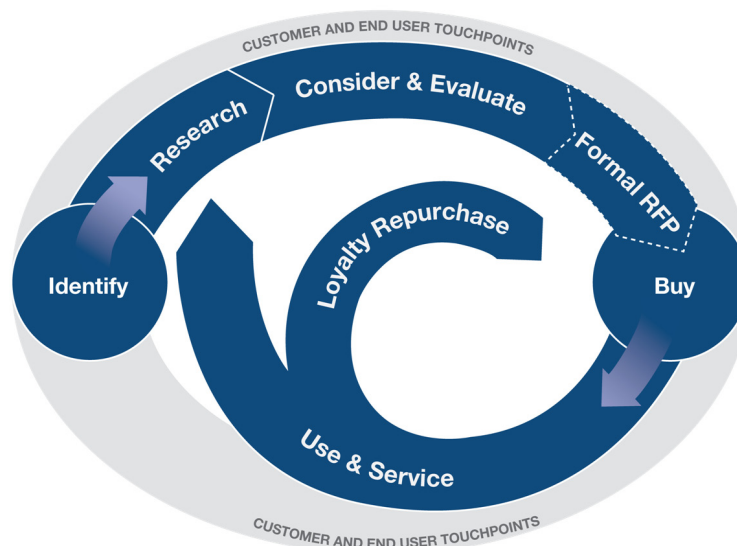 CUSTOMER AND END USER TOUCHPOINTS
Consider & Evaluate
Research
Formal RFP
Loyalty Repurchase
Identify
Buy
Use & Service
CUSTOMER AND END USER TOUCHPOINTS